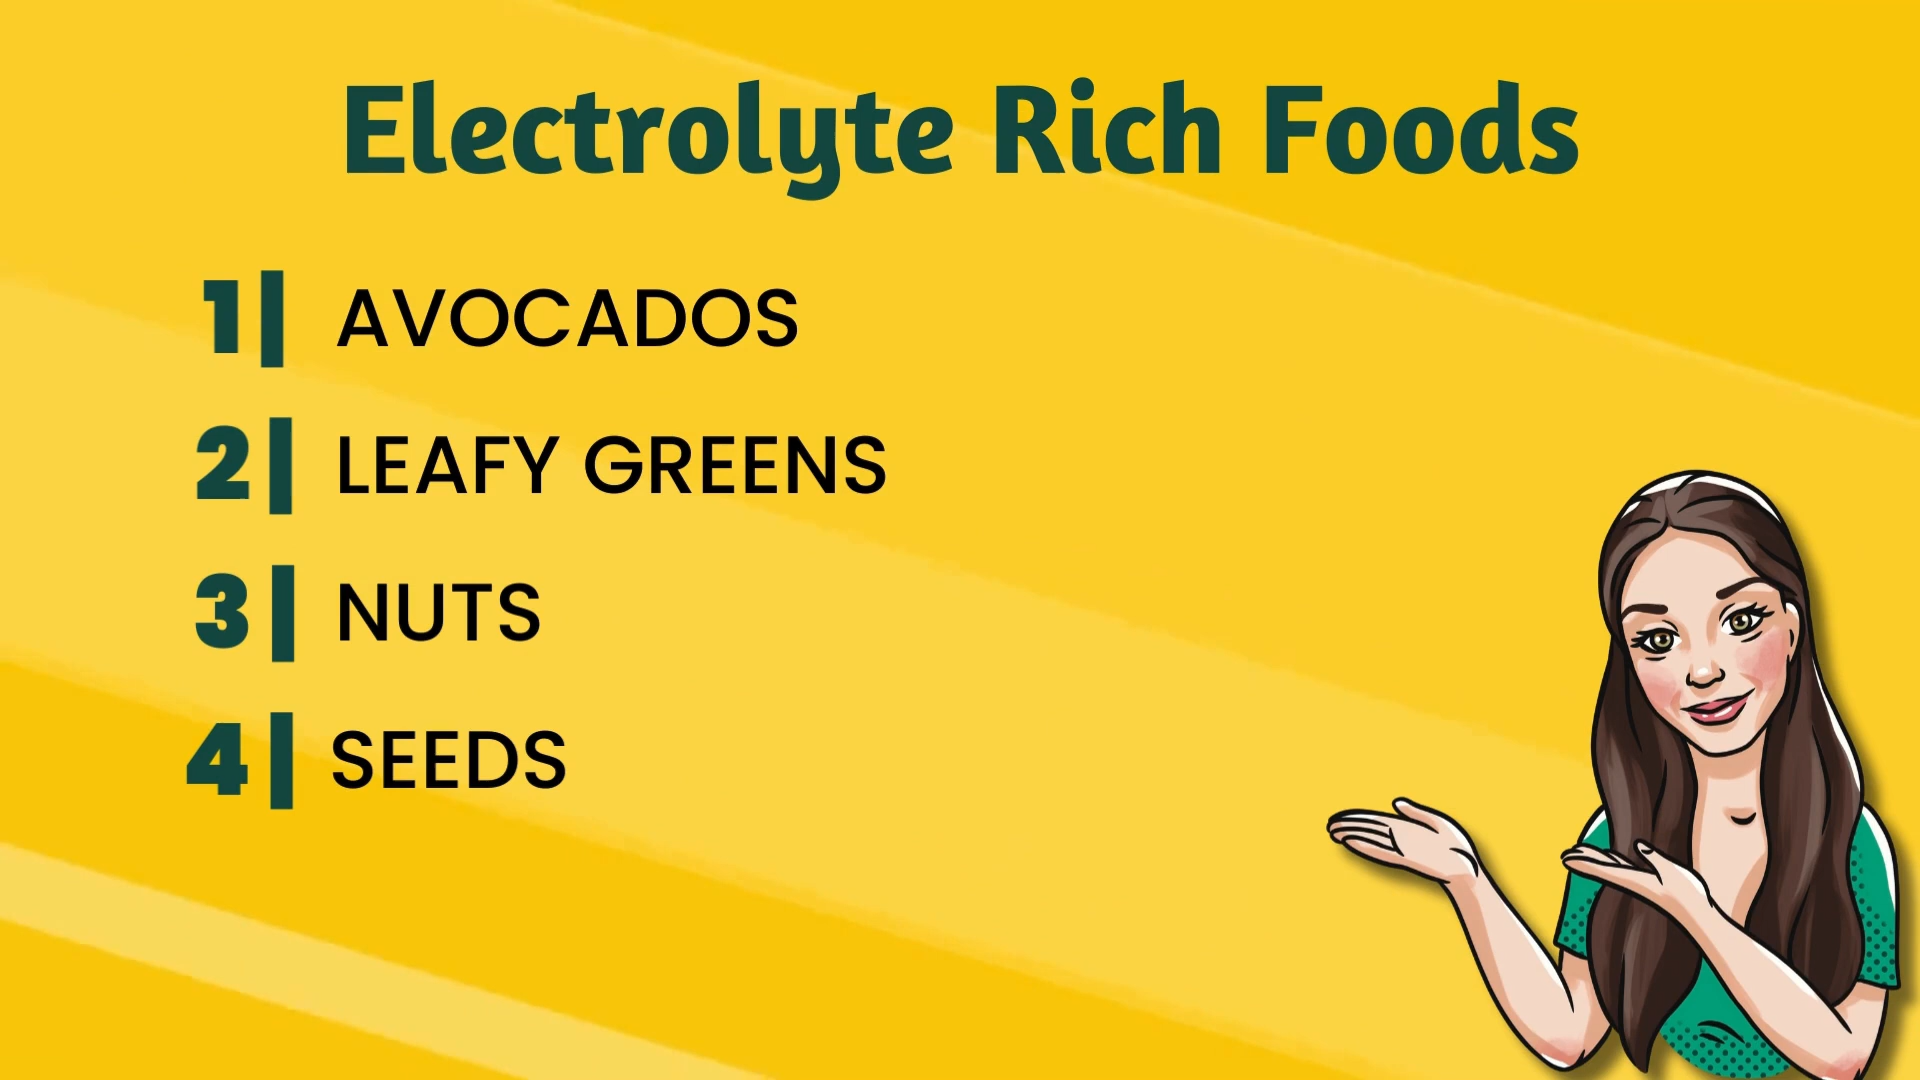 Electrolyte Rich Foods
1| AVOCADOS
2| LEAFY GREENS
3| NUTS
4| SEEDS